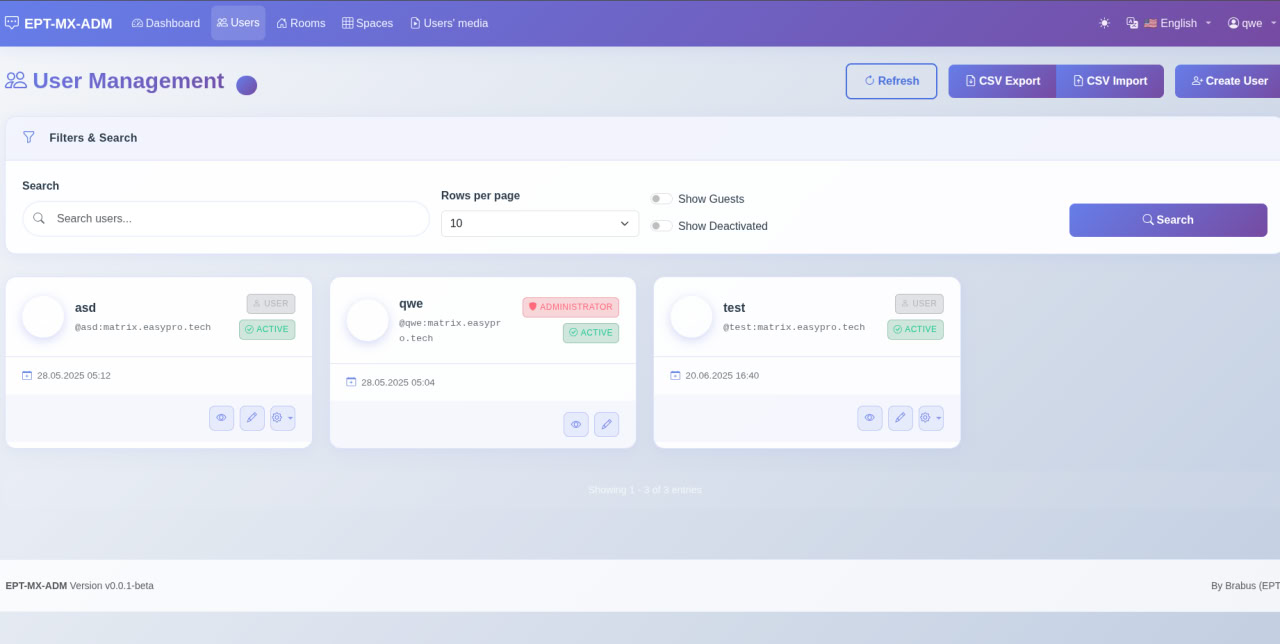 EPT-MX-ADM Dashboard Users Rooms Spaces Users' media English qwe
User Management Refresh CSV Export CSV Import Create User
Filters & Search
Search
Search users...
Rows per page
10
Show Guests
Show Deactivated
Search
asd
@asd:matrix.easypro.tech
USER
ACTIVE
28.05.2025 05:12
qwe
@qwe:matrix.easypr
o.tech
ADMINISTRATOR
ACTIVE
28.05.2025 05:04
test
@test:matrix.easypro.tech
USER
ACTIVE
20.06.2025 16:40
Showing 1 - 3 of 3 entries
EPT-MX-ADM Version v0.0.1-beta By Brabus (EPT